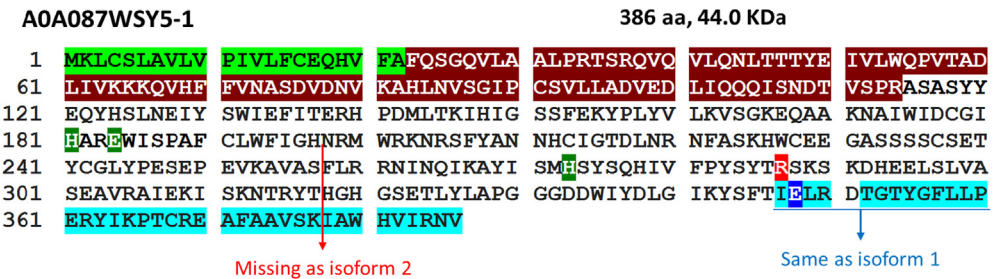 A0A087WSY5-1 386 aa, 44.0 KDa
1 MKLCSLAVLV PIVLFCEQHV FAFQSGQVLA ALPRTSRQVQ VLQNLTTTYE IVLWQPVTAD
61 LIVKKKQVHF FVNASDVDNV KAHLNVSGIP CSVLLADVED LIQQQISNDT VSPRASASYY
121 EQYHSLNEIY SWIEFITERH PDMLTKIHIG SSFEKYPLYV LKVSGKEQAA KNAIWIDCGI
181 HAREWISPAF CLWFIGHNRM WRKNRSFYAN NHCIGTDLNR NFASKHWCEE GASSSSCSET
241 YCGLYPESEP EVKAVASFLR RNINQIKAYI SMHSYSQHIV FPYSYTRSKS KDHEELSLVA
301 SEAVRAIEKI SKNTRYTHGH GSETLYLAPG GGDDWIYDLG IKYSFTIELR DTGTYGFLLP
361 ERYIKPTCRE AFAAVSKIAW HVIRNV
Same as isoform 1
Missing as isoform 2